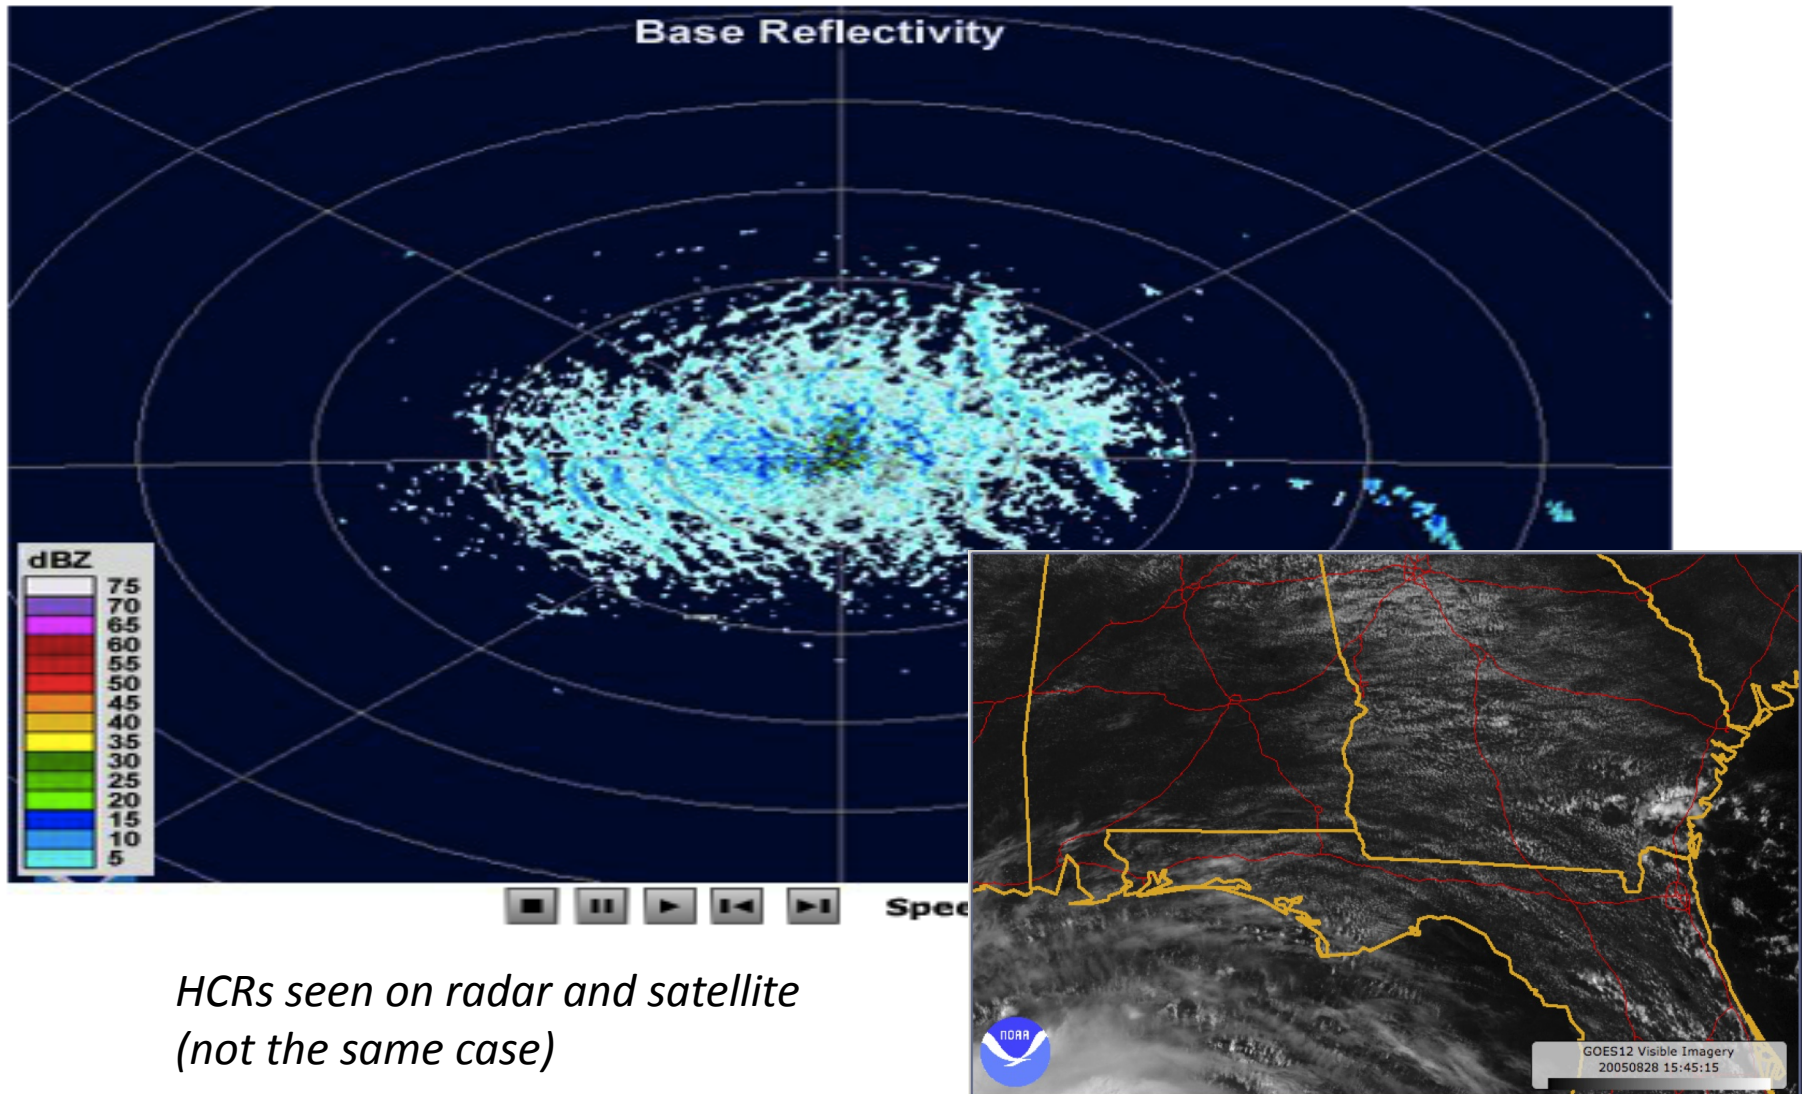 Base Reflectivity
dBZ
75
70
65
60
55
50
45
40
35
30
25
20
15
10
5
Spee
HCRs seen on radar and satellite
(not the same case)
NOAA
GOES12 Visible Imagery
20050828 15:45:15